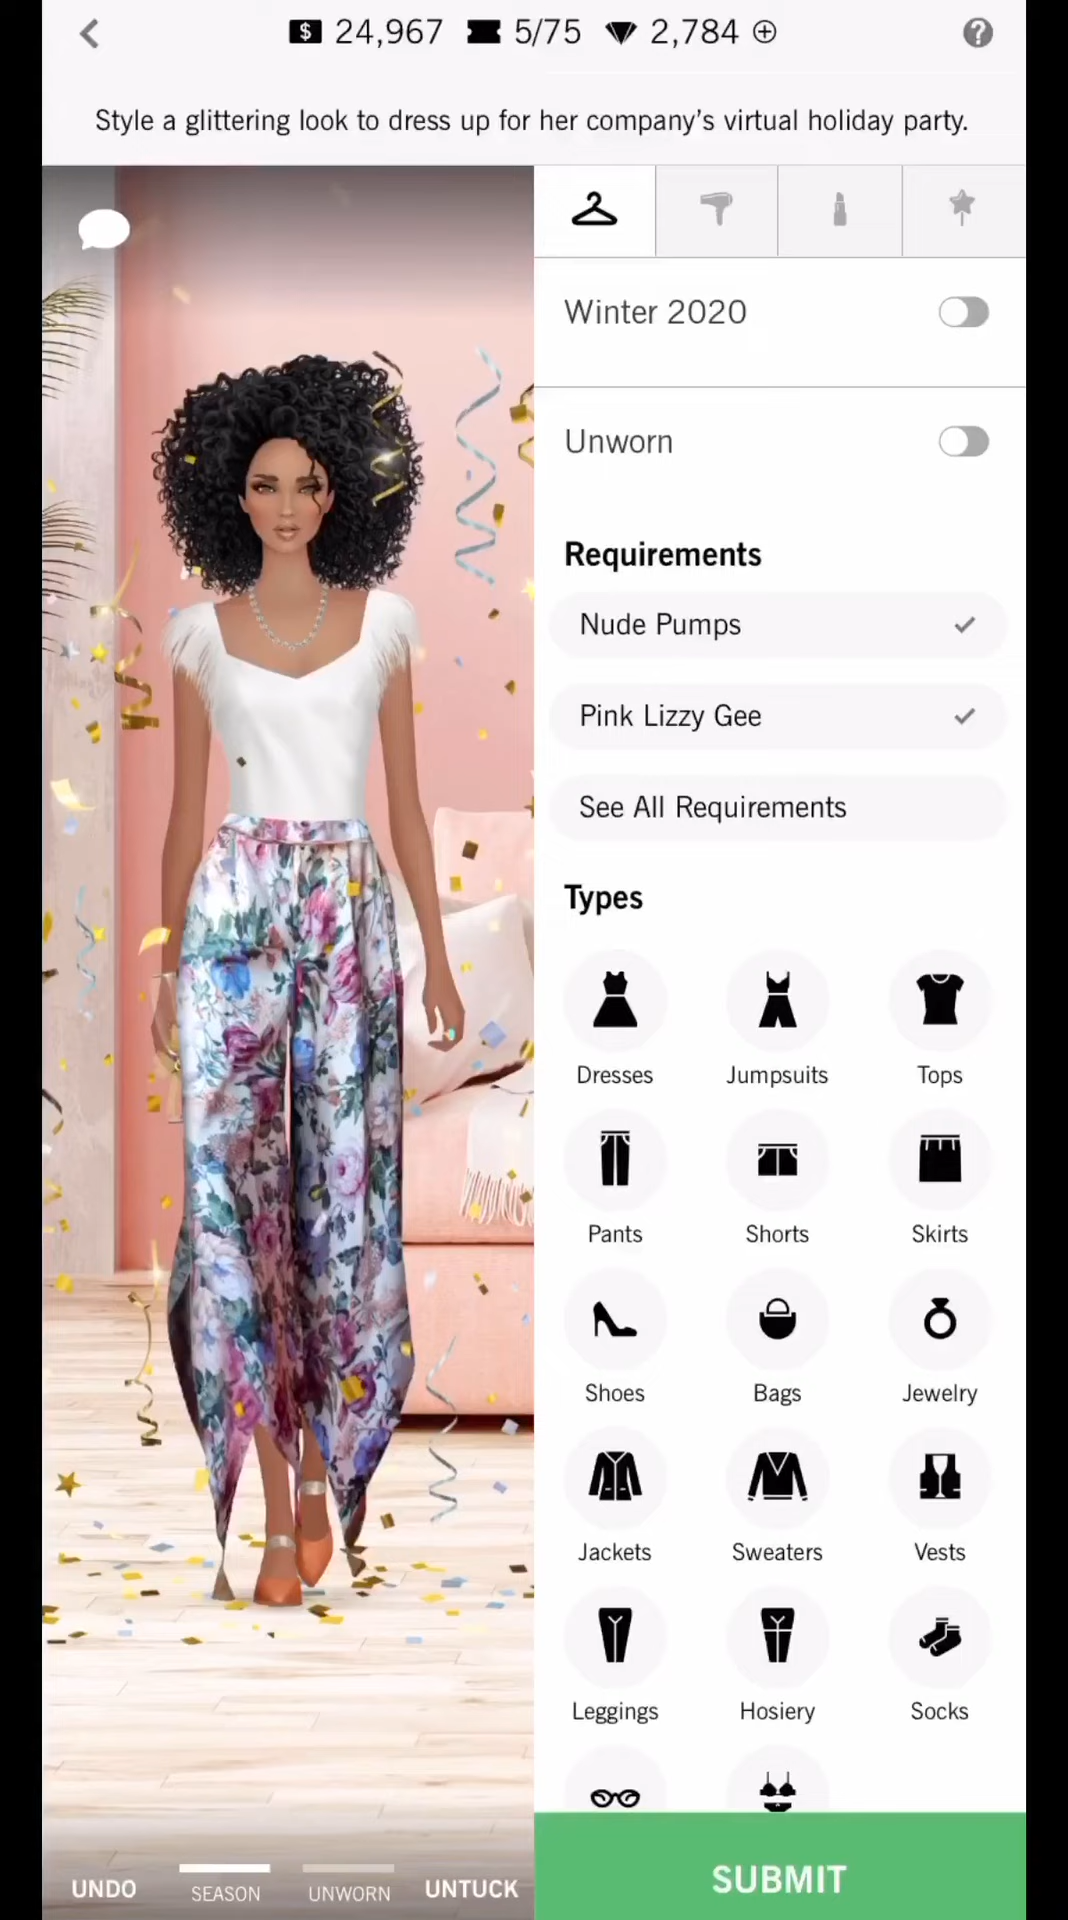 $ 24,967 5/75 2,784
?
Style a glittering look to dress up for her company's virtual holiday party.
Winter 2020
Unworn
Requirements
Nude Pumps
Pink Lizzy Gee
See All Requirements
Types
Dresses Jumpsuits Tops
Pants Shorts Skirts
Shoes Bags Jewelry
Jackets Sweaters Vests
Leggings Hosiery Socks
UNDO SEASON UNWORN UNTUCK
SUBMIT